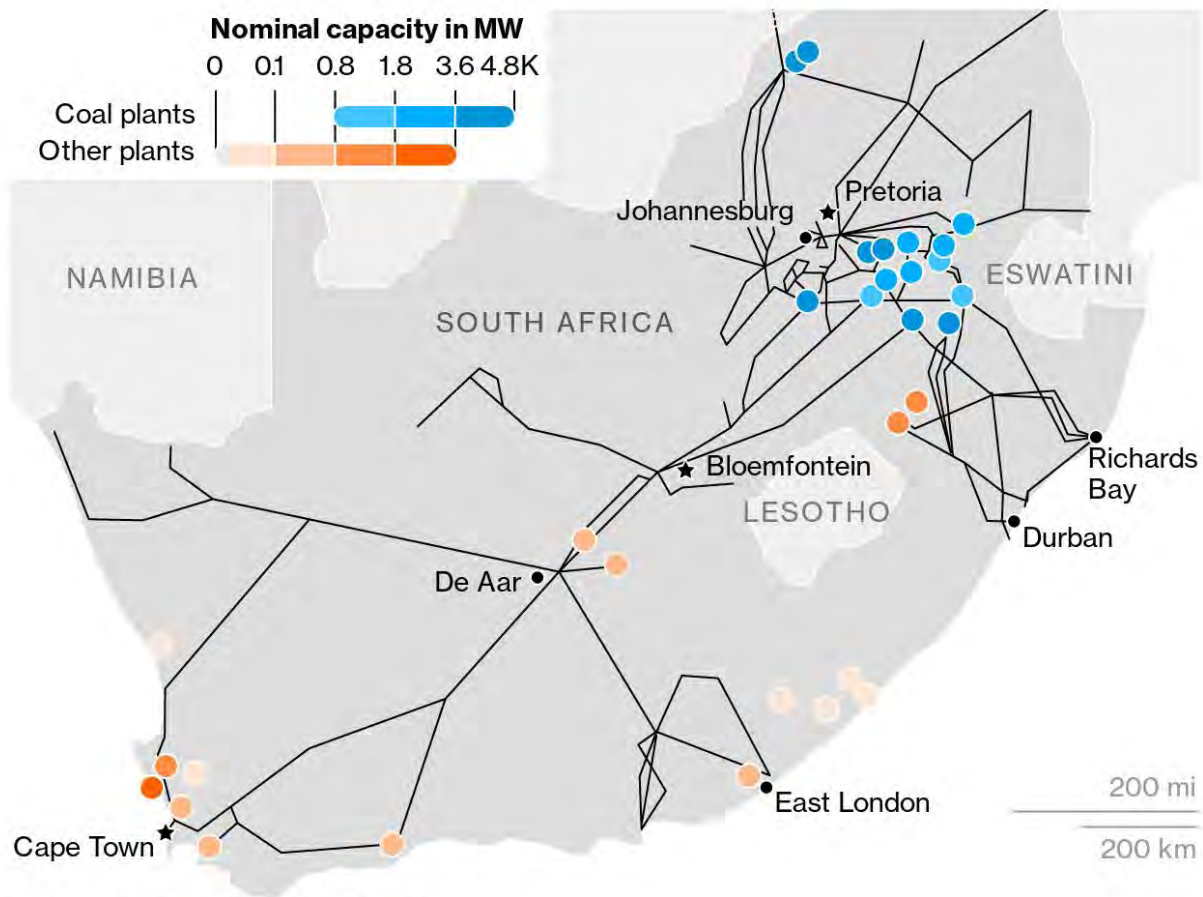 Nominal capacity in MW
0 0.1 0.8 1.8 3.6 4.8K
Coal plants
Other plants
Pretoria
Johannesburg
NAMIBIA
ESWATINI
SOUTH AFRICA
Bloemfontein
Richards
Bay
LESOTHO
Durban
De Aar
200 mi
East London
200 km
Cape Town